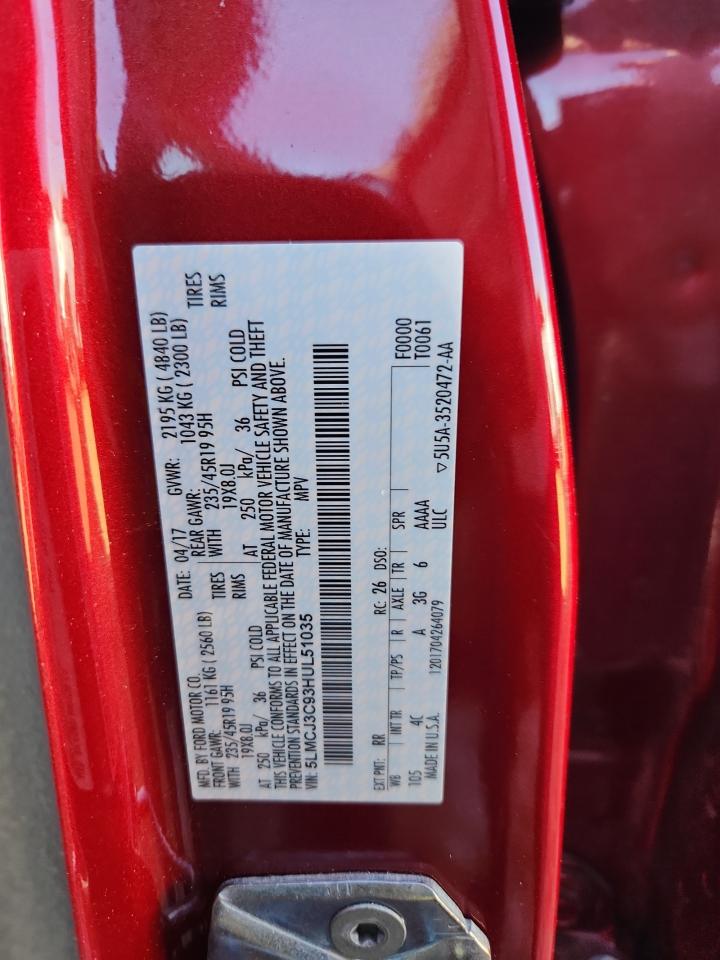 MFD. BY FORD MOTOR CO. DATE: 04/17 GVWR: 2195 KG ( 4840 LB)
FRONT GAWR: 1161 KG ( 2560 LB) REAR GAWR: 1043 KG ( 2300 LB)
WITH 235/45R19 95H TIRES WITH 235/45R19 95H TIRES
19X8.0J RIMS 19X8.0J RIMS
AT 250 kPa/ 36 PSI COLD AT 250 kPa/ 36 PSI COLD
THIS VEHICLE CONFORMS TO ALL APPLICABLE FEDERAL MOTOR VEHICLE SAFETY AND THEFT
PREVENTION STANDARDS IN EFFECT ON THE DATE OF MANUFACTURE SHOWN ABOVE.
VIN: 5LMCJ3C93HUL51035 TYPE: MPV
EXT PNT: RR RC: 26 DSO: F0000
WB INT TR TP/PS R AXLE TR SPR T0061
105 4C A 3G 6 AAAA ▽5U5A-3520472-AA
MADE IN U.S.A. 1201704264079 ULC